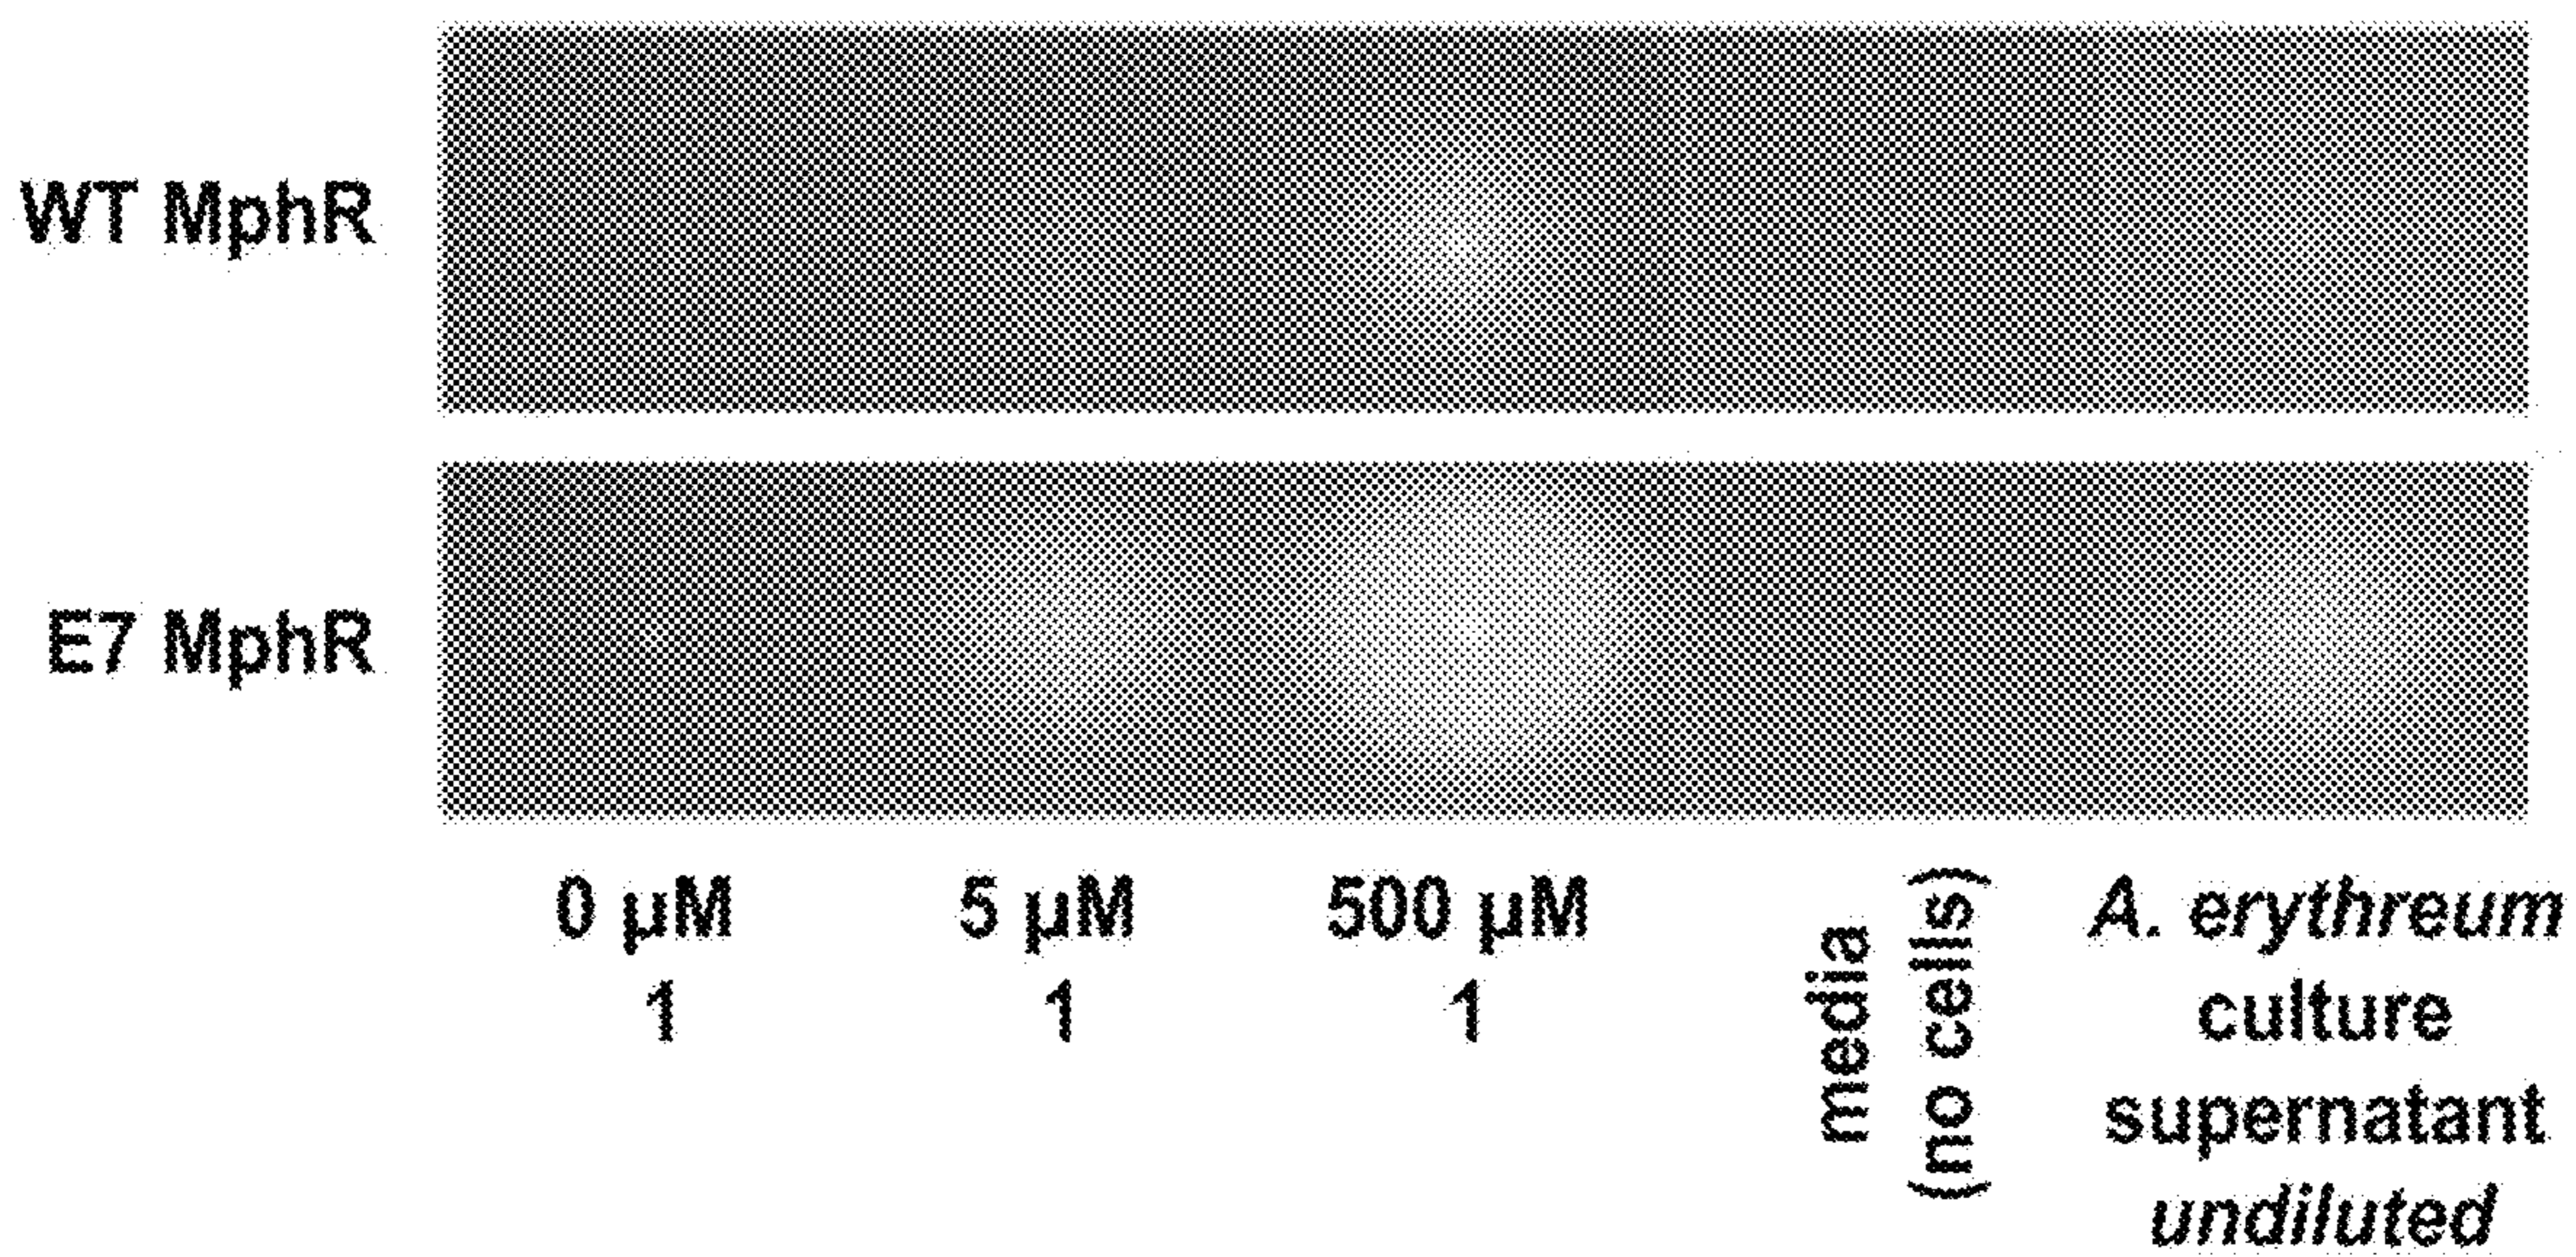 WT MphR
E7 MphR
0 µM
1
5 µM
1
500 µM
1
media
(no cells)
A. erythreum
culture
supernatant
undiluted